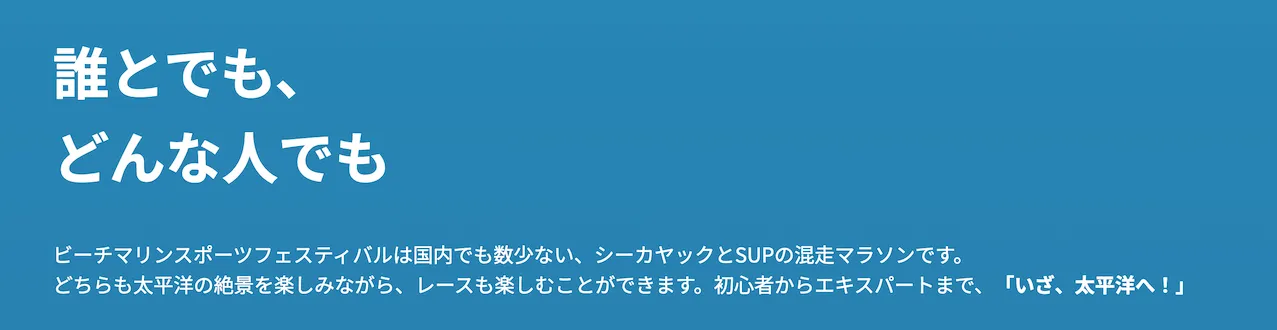 誰とでも、
どんな人でも
ビーチマリンスポーツフェスティバルは国内でも数少ない、シーカヤックとSUPの混走マラソンです。
どちらも太平洋の絶景を楽しみながら、レースも楽しむことができます。初心者からエキスパートまで、「いざ、太平洋へ！」